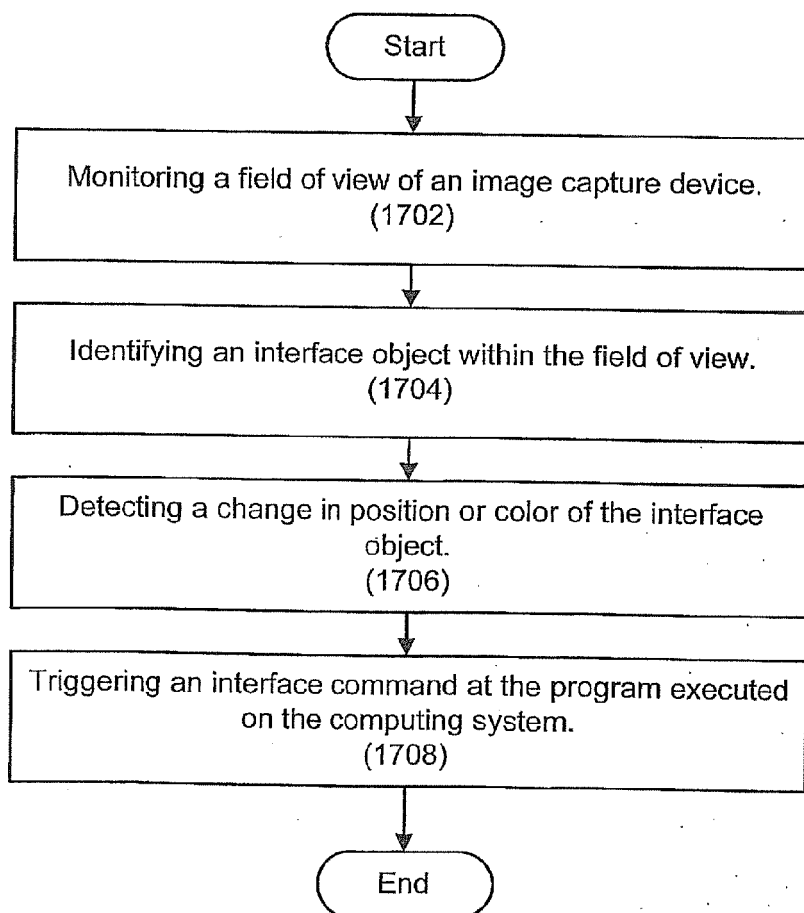 Start
Monitoring a field of view of an image capture device.
(1702)
Identifying an interface object within the field of view.
(1704)
Detecting a change in position or color of the interface
object.
(1706)
Triggering an interface command at the program executed
on the computing system.
(1708)
End